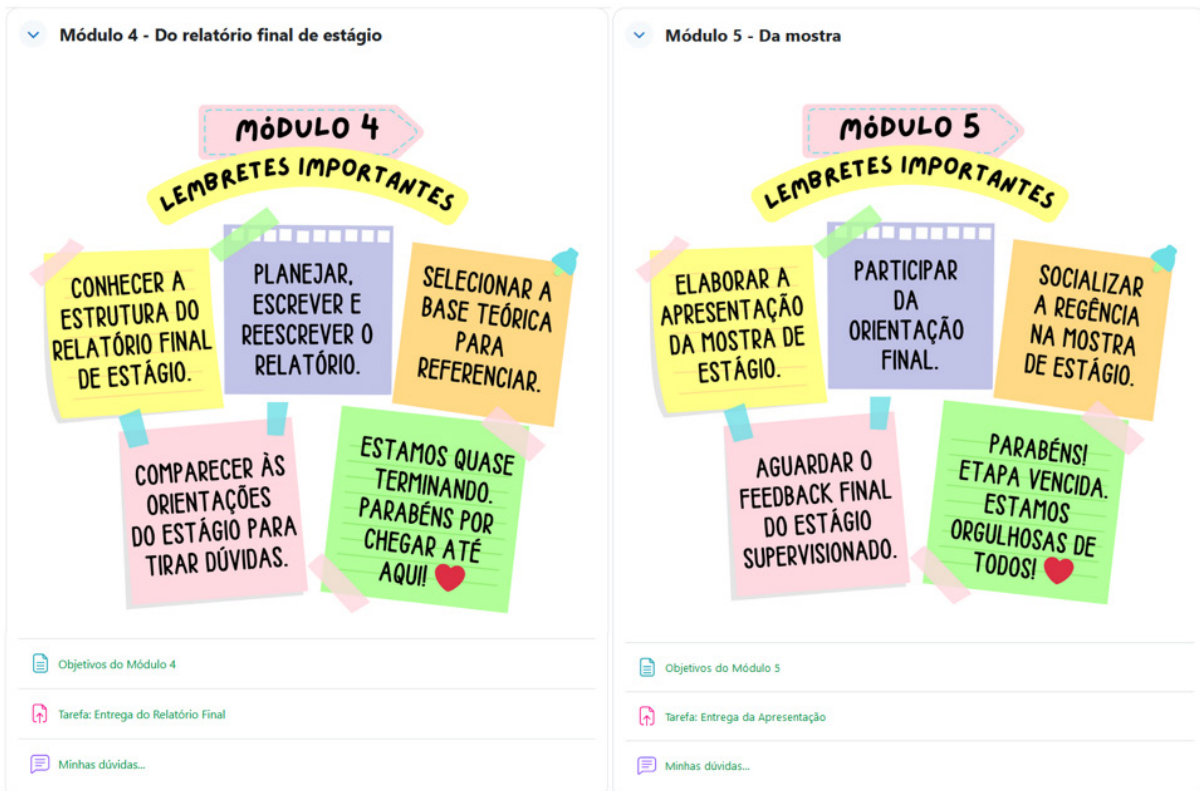 Módulo 4 - Do relatório final de estágio
MÓDULO 4
LEMBRETES IMPORTANTES
CONHECER A
ESTRUTURA DO
RELATÓRIO FINAL
DE ESTÁGIO.
PLANEJAR,
ESCREVER E
REESCREVER O
RELATÓRIO.
SELECIONAR A
BASE TEÓRICA
PARA
REFERENCIAR.
COMPARECER ÀS
ORIENTAÇÕES
DO ESTÁGIO PARA
TIRAR DÚVIDAS.
ESTAMOS QUASE
TERMINANDO.
PARABÉNS POR
CHEGAR ATÉ
AQUI!
Objetivos do Módulo 4
Tarefa: Entrega do Relatório Final
Minhas dúvidas...
Módulo 5 - Da mostra
MÓDULO 5
LEMBRETES IMPORTANTES
ELABORAR A
APRESENTAÇÃO
DA MOSTRA DE
ESTÁGIO.
PARTICIPAR
DA
ORIENTAÇÃO
FINAL.
SOCIALIZAR
A REGÊNCIA
NA MOSTRA
DE ESTÁGIO.
AGUARDAR O
FEEDBACK FINAL
DO ESTÁGIO
SUPERVISIONADO.
PARABÉNS!
ETAPA VENCIDA.
ESTAMOS
ORGULHOSAS DE
TODOS!
Objetivos do Módulo 5
Tarefa: Entrega da Apresentação
Minhas dúvidas...